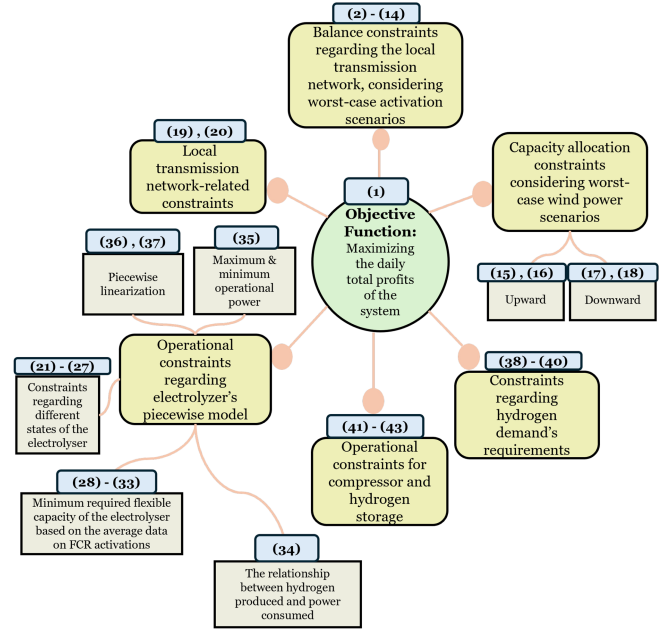 (2) - (14)
Balance constraints
regarding the local
transmission
network, considering
worst-case activation
scenarios
(19) , (20)
Local
transmission
network-related
constraints
Capacity allocation
constraints
considering worst-
case wind power
scenarios
(15) , (16)
Upward
(17) , (18)
Downward
(1)
Objective
Function:
Maximizing
the daily
total profits
of the
system
(36) , (37)
Piecewise
linearization
(35)
Maximum &
minimum
operational
power
Operational
constraints
regarding
electrolyzer's
piecewise model
(21) - (27)
Constraints
regarding
different
states of the
electrolyser
(38) - (40)
Constraints
regarding
hydrogen
demand's
requirements
(41) - (43)
Operational
constraints for
compressor and
hydrogen
storage
(28) - (33)
Minimum required flexible
capacity of the electrolyser
based on the average data
on FCR activations
(34)
The relationship
between hydrogen
produced and power
consumed